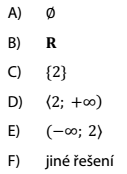 A) ∅
B) R
C) {2}
D) ⟨2; +∞)
E) (−∞; 2⟩
F) jiné řešení